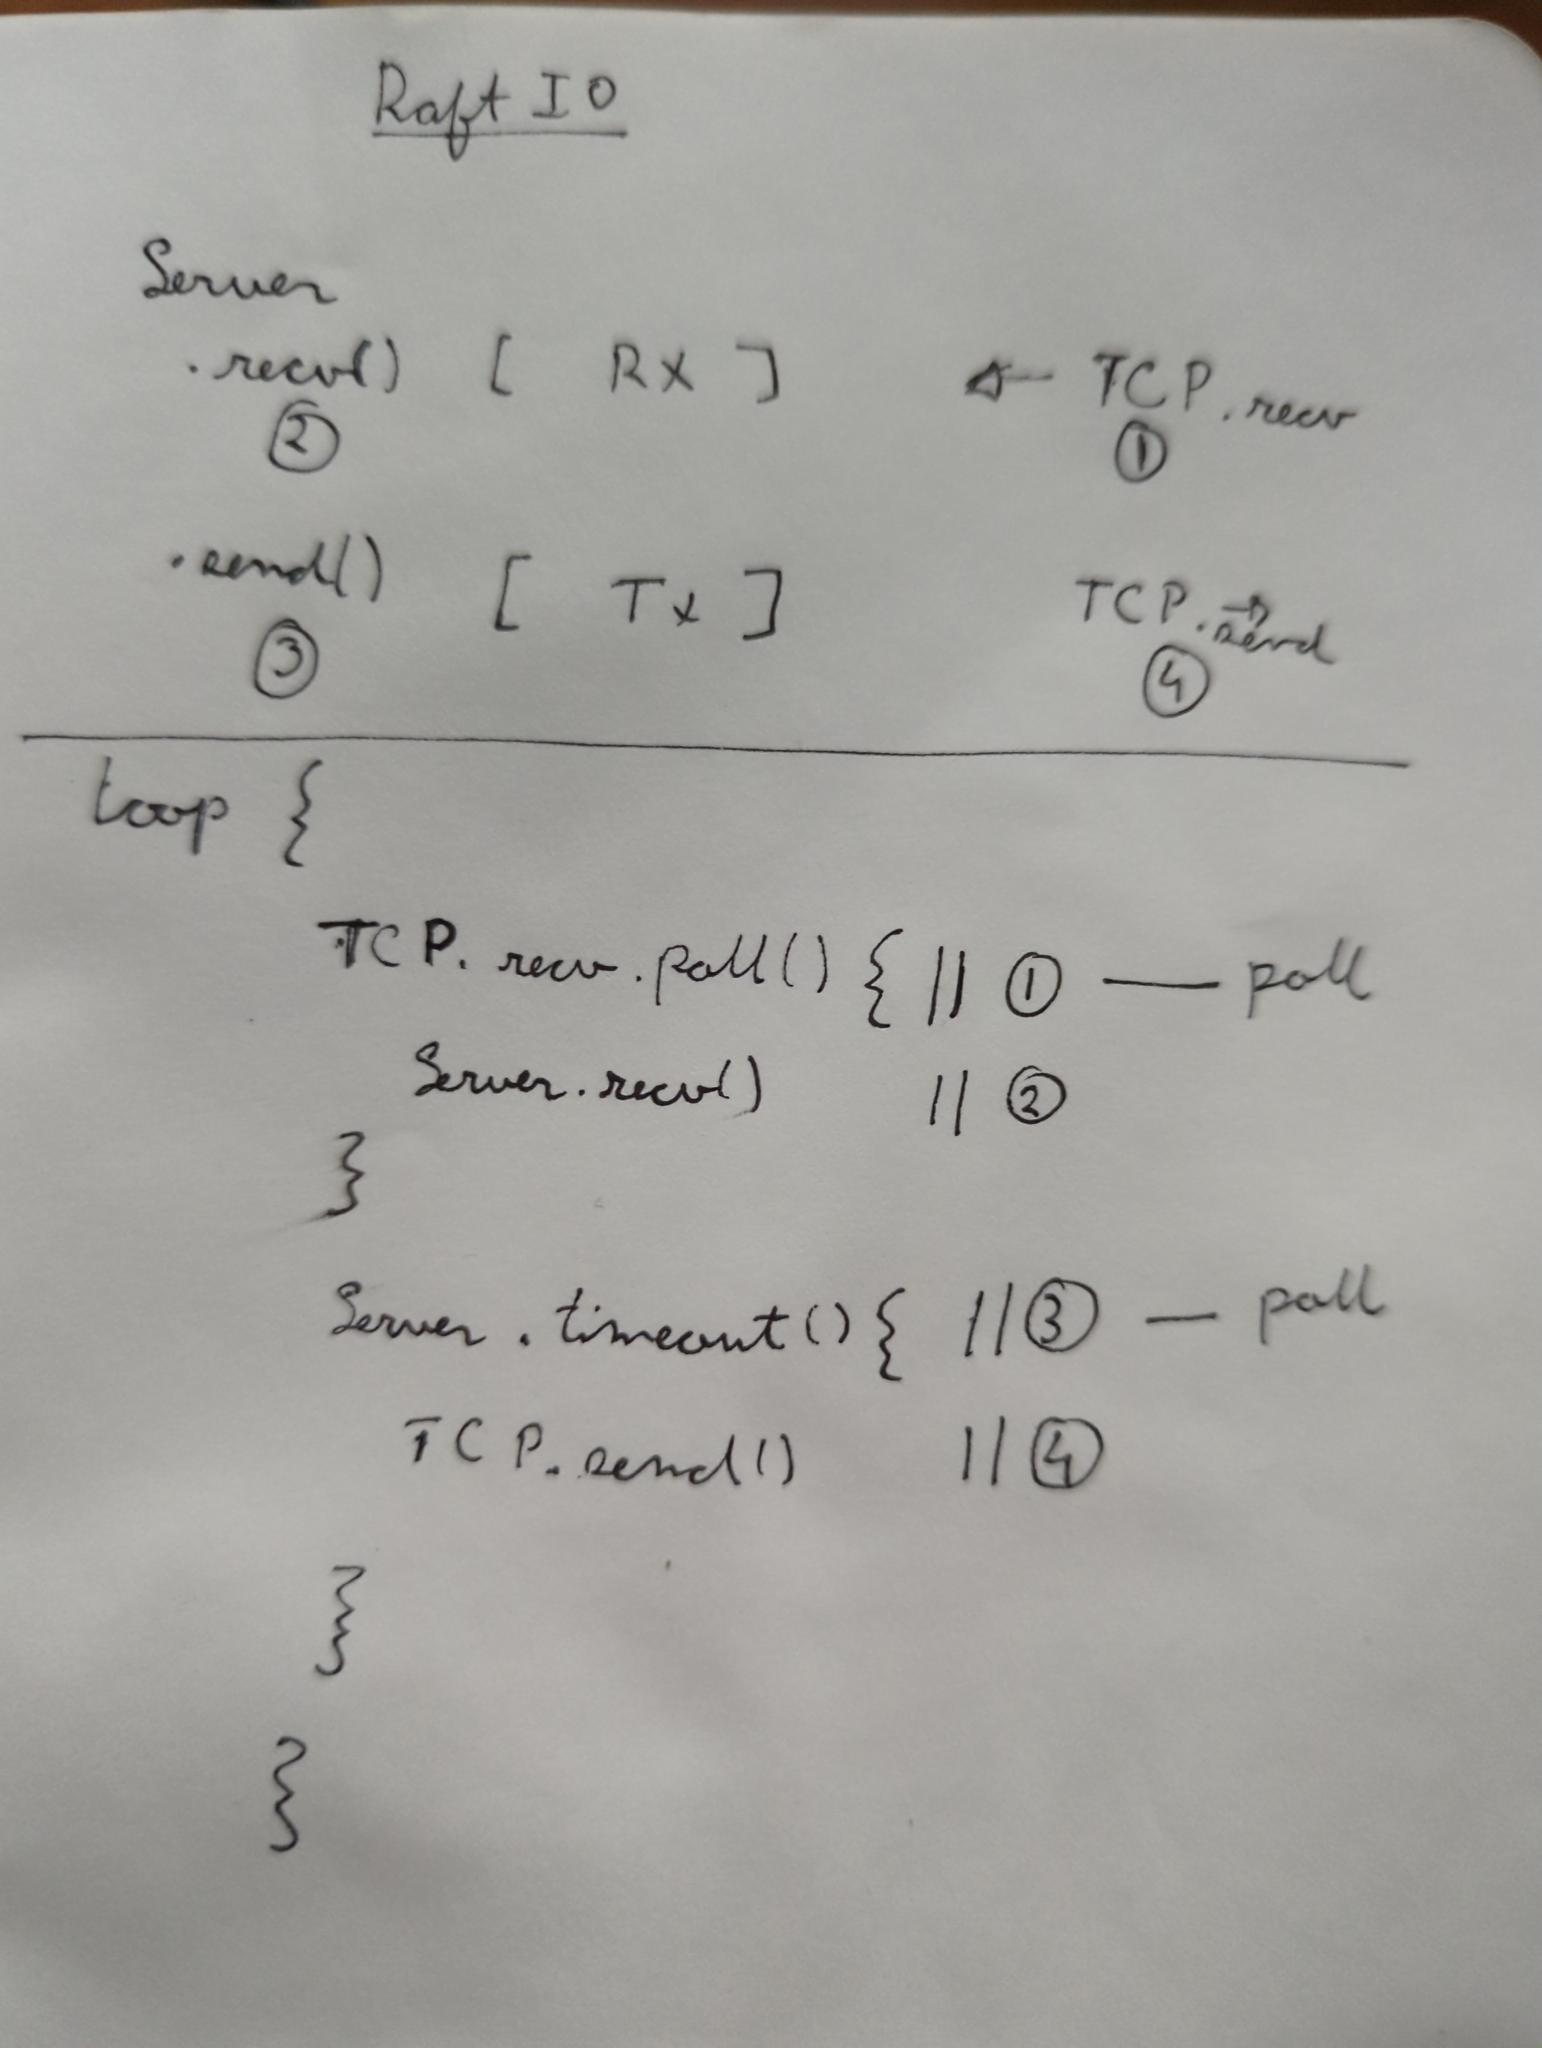 Raft IO
Server
.recv() [ RX ] ← TCP.recv
② ①
.send() [ Tx ] TCP.send →
③ ④
loop {
TCP.recv.poll() { // ① — poll
Server.recv() // ②
}
Server.timeout() { // ③ — poll
TCP.send() // ④
}
}